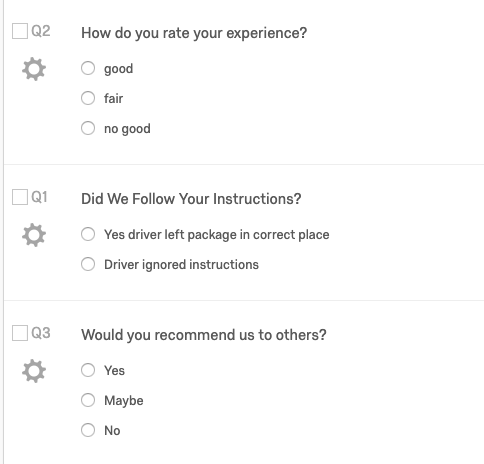 Q2 How do you rate your experience?
good
fair
no good
Q1 Did We Follow Your Instructions?
Yes driver left package in correct place
Driver ignored instructions
Q3 Would you recommend us to others?
Yes
Maybe
No